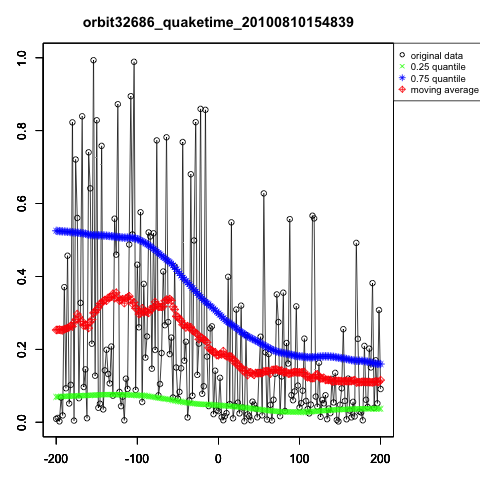 orbit32686_quaketime_20100810154839
original data
0.25 quantile
0.75 quantile
moving average
1.0
0.8
0.6
0.4
0.2
0.0
-200 -100 0 100 200